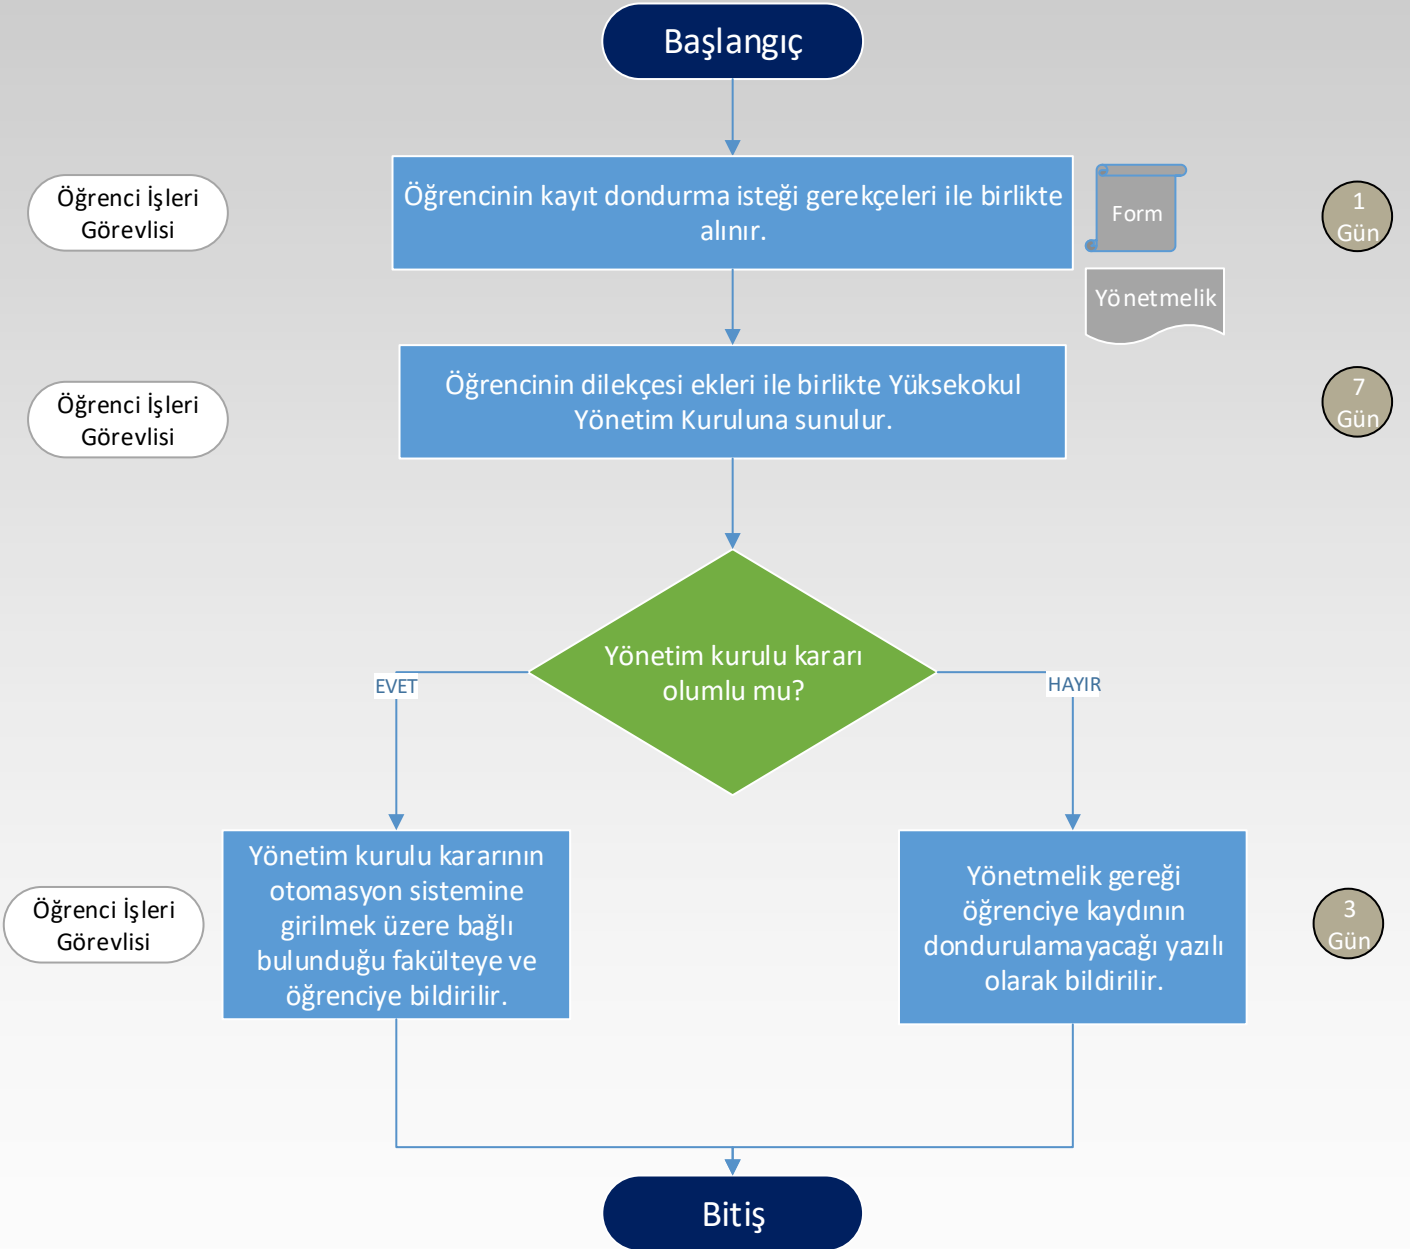 Başlangıç
Öğrenci İşleri
Görevlisi
Öğrencinin kayıt dondurma isteği gerekçeleri ile birlikte
alınır.
Form
1
Gün
Yönetmelik
Öğrenci İşleri
Görevlisi
Öğrencinin dilekçesi ekleri ile birlikte Yüksekokul
Yönetim Kuruluna sunulur.
7
Gün
Yönetim kurulu kararı
olumlu mu?
EVET
HAYIR
Öğrenci İşleri
Görevlisi
Yönetim kurulu kararının
otomasyon sistemine
girilmek üzere bağlı
bulunduğu fakülteye ve
öğrenciye bildirilir.
Yönetmelik gereği
öğrenciye kaydının
dondurulamayacağı yazılı
olarak bildirilir.
3
Gün
Bitiş